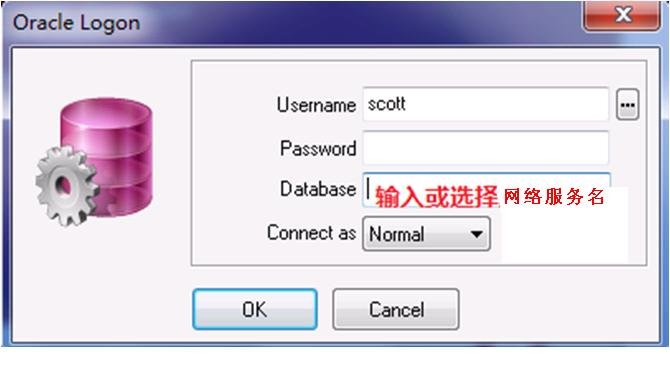 Oracle Logon
Username scott ...
Password
Database 输入或选择 网络服务名
Connect as Normal
OK Cancel